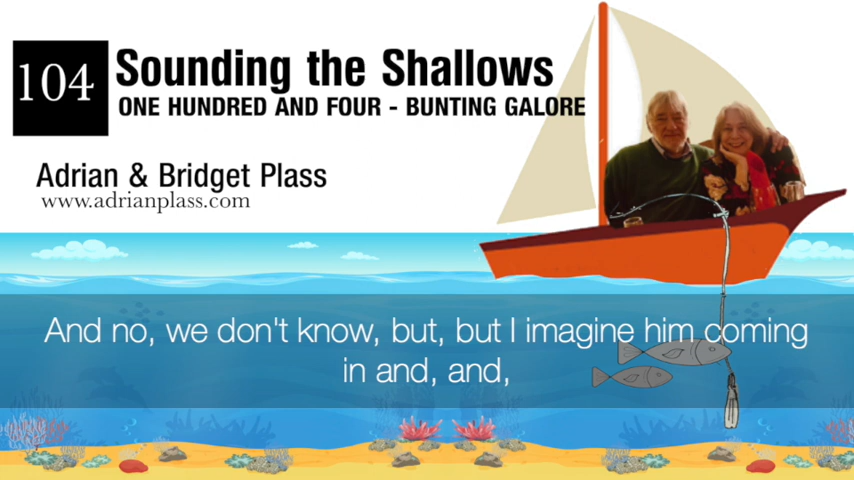 104
Sounding the Shallows
ONE HUNDRED AND FOUR - BUNTING GALORE
Adrian & Bridget Plass
www.adrianplass.com
And no, we don't know, but, but I imagine him coming
in and, and,